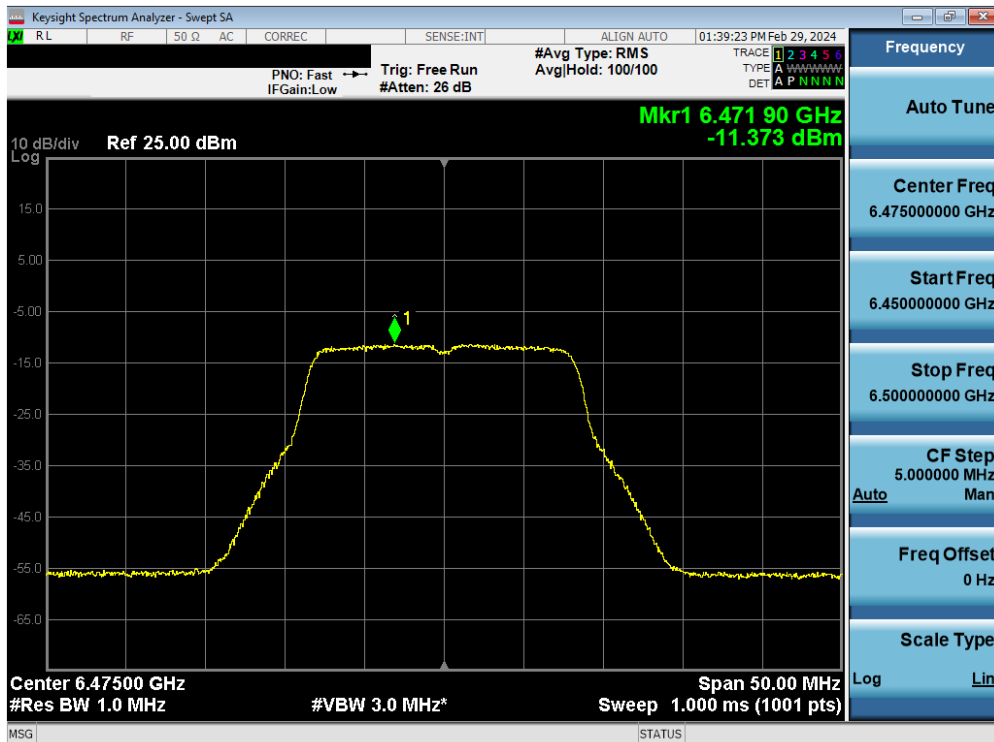 Keysight Spectrum Analyzer - Swept SA
LXI RL RF 50 Ω AC CORREC SENSE:INT ALIGN AUTO 01:39:23 PM Feb 29, 2024
PNO: Fast
IFGain:Low
Trig: Free Run
#Atten: 26 dB
#Avg Type: RMS
Avg|Hold: 100/100
TRACE 1 2 3 4 5 6
TYPE A W W W W W
DET A P N N N N
Mkr1 6.471 90 GHz
-11.373 dBm
10 dB/div Ref 25.00 dBm
Log
15.0
5.00
-5.00
1
-15.0
-25.0
-35.0
-45.0
-55.0
-65.0
Center 6.47500 GHz Span 50.00 MHz
#Res BW 1.0 MHz #VBW 3.0 MHz* Sweep 1.000 ms (1001 pts)
MSG STATUS
Frequency
Auto Tune
Center Freq
6.475000000 GHz
Start Freq
6.450000000 GHz
Stop Freq
6.500000000 GHz
CF Step
5.000000 MHz
Auto Man
Freq Offset
0 Hz
Scale Type
Log Lin